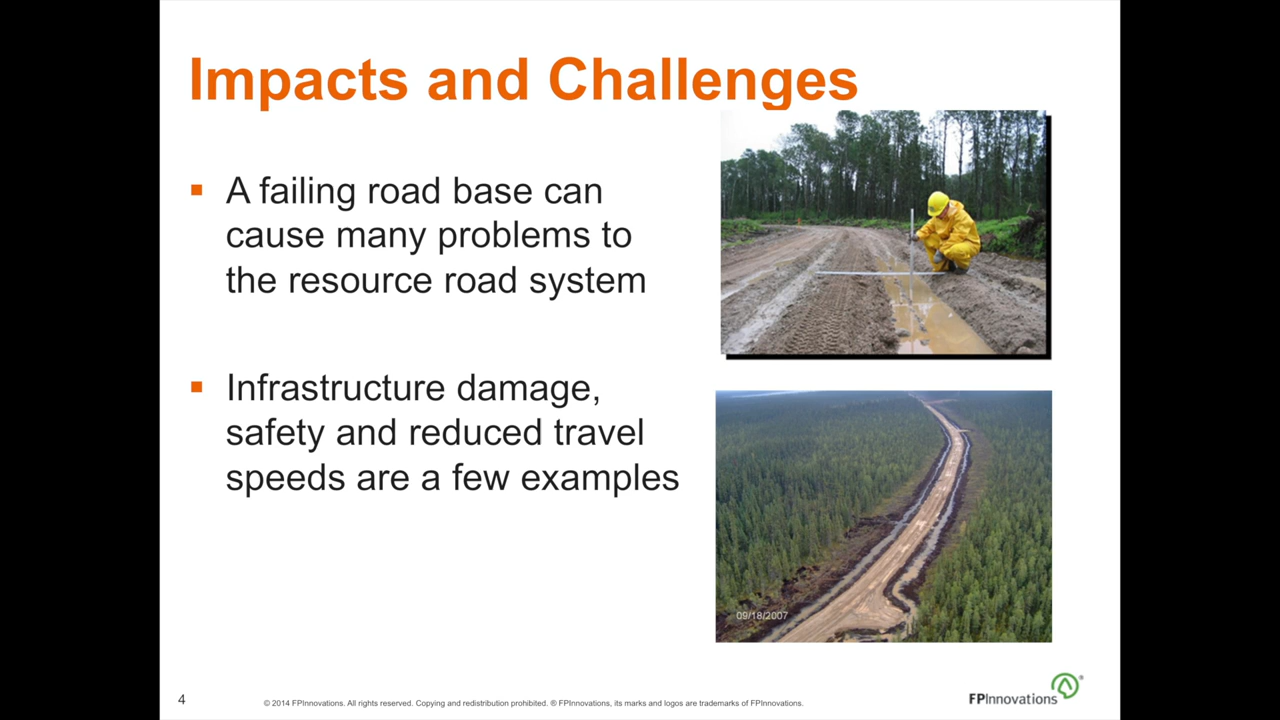 Impacts and Challenges
▪ A failing road base can
cause many problems to
the resource road system
▪ Infrastructure damage,
safety and reduced travel
speeds are a few examples
09/18/2007
4
© 2014 FPInnovations. All rights reserved. Copying and redistribution prohibited. ® FPInnovations, its marks and logos are trademarks of FPInnovations.
FPInnovations®